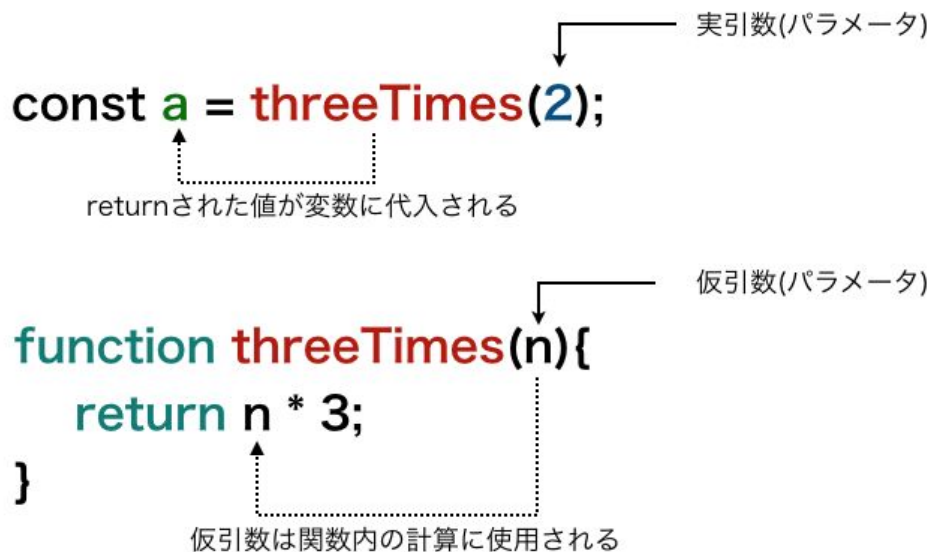 実引数(パラメータ)
const a = threeTimes(2);
returnされた値が変数に代入される
仮引数(パラメータ)
function threeTimes(n){
return n * 3;
}
仮引数は関数内の計算に使用される